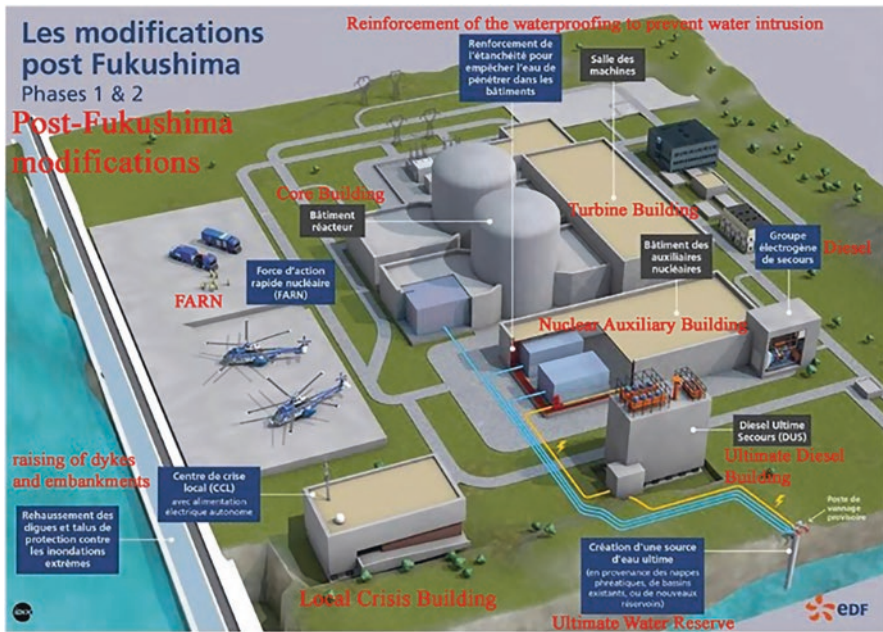 Les modifications
post Fukushima
Phases 1 & 2
Post-Fukushima
modifications
Reinforcement of the waterproofing to prevent water intrusion
Renforcement de
l'étanchéité pour
empêcher l'eau de
pénétrer dans les
bâtiments
Salle des
machines
Core Building
Bâtiment
réacteur
Turbine Building
Bâtiment des
auxiliaires
nucléaires
Groupe
électrogène
de secours
Diesel
Force d'action
rapide nucléaire
(FARN)
FARN
Nuclear Auxiliary Building
Diesel Ultime
Secours (DUS)
Ultimate Diesel
Building
raising of dykes
and embankments
Rehaussement des
digues et talus de
protection contre
les inondations
extrêmes
Centre de crise
local (CCL)
avec alimentation
électrique autonome
Local Crisis Building
Poste de
vannage
provisoire
Création d'une source
d'eau ultime
(en provenance des nappes
phréatiques, de bassins
existants, ou de nouveaux
réservoirs)
Ultimate Water Reserve
eDF